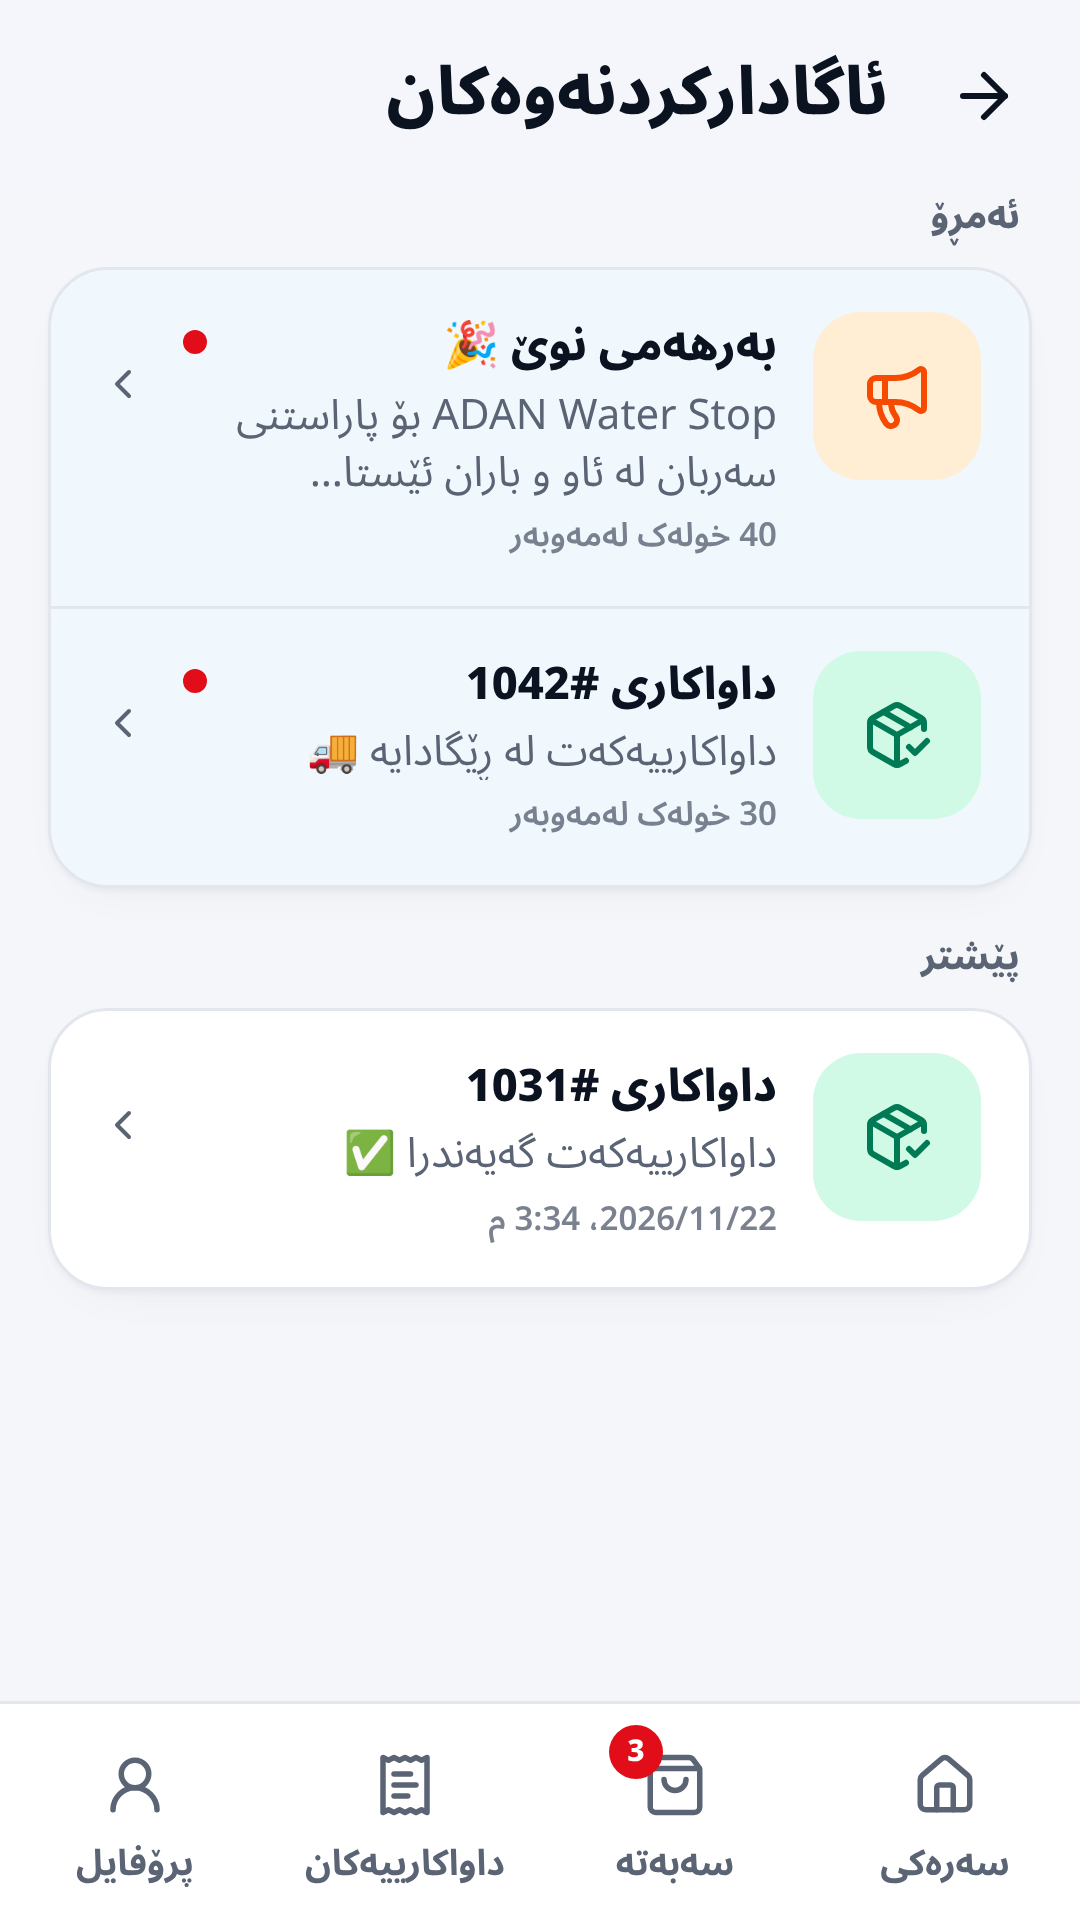 ئاگادارکردنەوەکان
ئەمڕۆ
بەرهەمی نوێ 🎉
ADAN Water Stop بۆ پاراستنی
سەربان لە ئاو و باران ئێستا...
40 خولەک لەمەوبەر
داواکاری #1042
داواکارییەکەت لە ڕێگادایە 🚚
30 خولەک لەمەوبەر
پێشتر
داواکاری #1031
داواکارییەکەت گەیەندرا ✅
2026/11/22، 3:34 م
سەرەکی
3
سەبەتە
داواکارییەکان
پرۆفایل